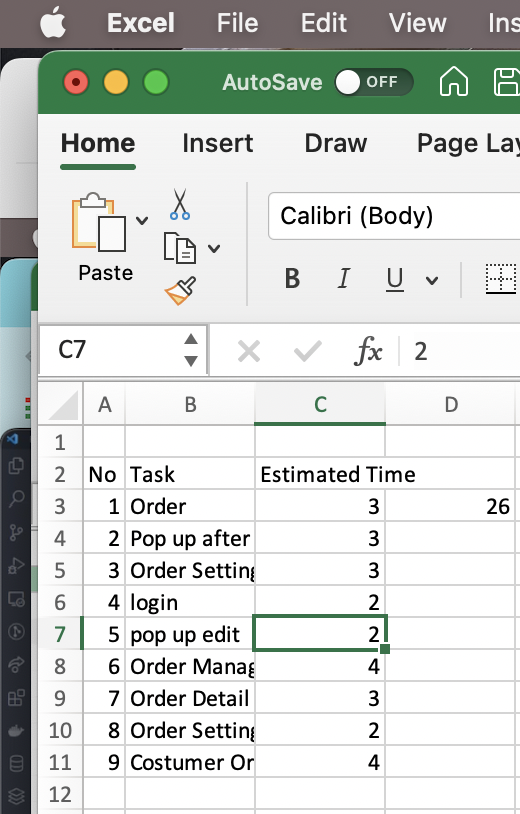 Excel File Edit View Ins
AutoSave OFF
Home Insert Draw Page Lay
Paste
Calibri (Body)
B I U
C7 fx 2
A B C D
1
2 No Task Estimated Time
3 1 Order 3 26
4 2 Pop up after 3
5 3 Order Setting 3
6 4 login 2
7 5 pop up edit 2
8 6 Order Manag 4
9 7 Order Detail 3
10 8 Order Setting 2
11 9 Costumer Or 4
12